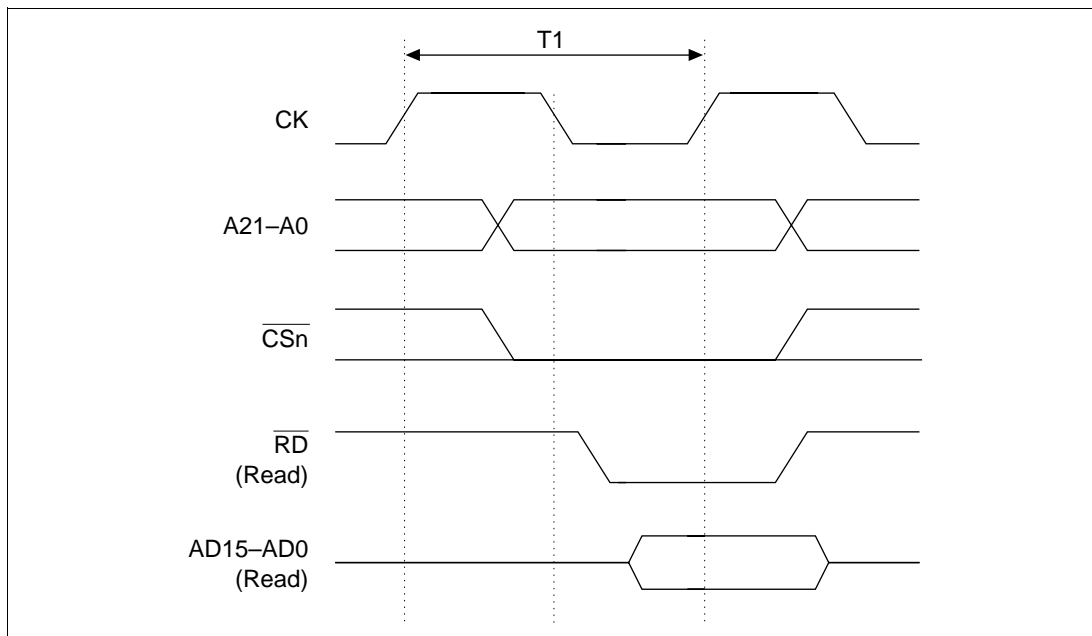 T1
CK
A21–A0
CSn
RD
(Read)
AD15–AD0
(Read)